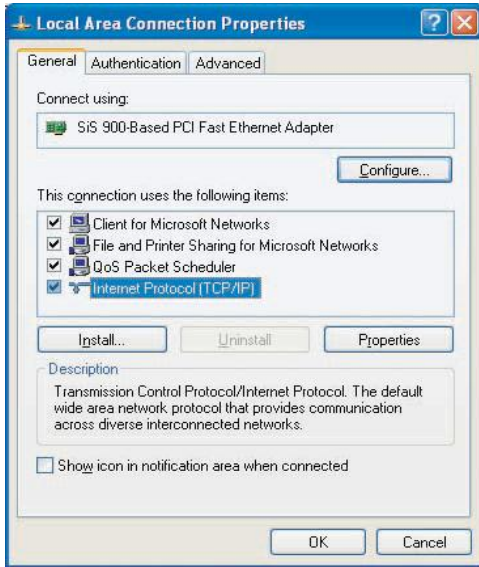 Local Area Connection Properties
General Authentication Advanced
Connect using:
SiS 900-Based PCI Fast Ethernet Adapter
Configure...
This connection uses the following items:
Client for Microsoft Networks
File and Printer Sharing for Microsoft Networks
QoS Packet Scheduler
Internet Protocol (TCP/IP)
Install... Uninstall Properties
Description
Transmission Control Protocol/Internet Protocol. The default
wide area network protocol that provides communication
across diverse interconnected networks.
Show icon in notification area when connected
OK Cancel